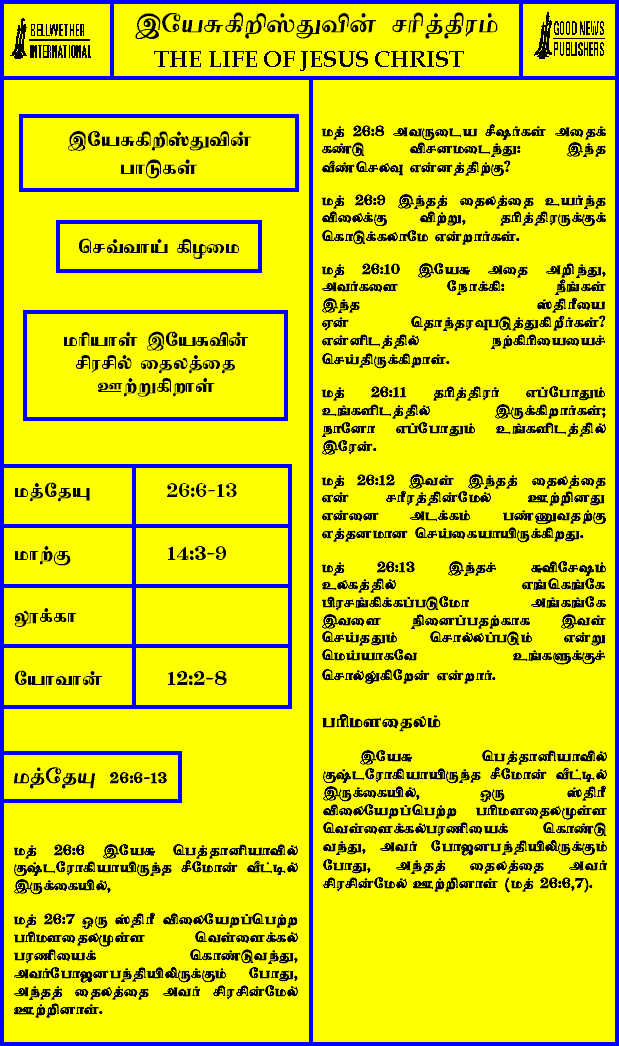 BELLWETHER
INTERNATIONAL
இயேசுகிறிஸ்துவின் சரித்திரம்
THE LIFE OF JESUS CHRIST
GOOD NEWS
PUBLISHERS
இயேசுகிறிஸ்துவின்
பாடுகள்
செவ்வாய் கிழமை
மரியாள் இயேசுவின்
சிரசில் தைலத்தை
ஊற்றுகிறாள்
மத்தேயு 26:6-13
மாற்கு 14:3-9
லூக்கா
யோவான் 12:2-8
மத்தேயு 26:6-13
மத் 26:6 இயேசு பெத்தானியாவில்
குஷ்டரோகியாயிருந்த சீமோன் வீட்டில்
இருக்கையில்,
மத் 26:7 ஒரு ஸ்திரீ விலையேறப்பெற்ற
பரிமளதைலமுள்ள வெள்ளைக்கல்
பரணியைக் கொண்டுவந்து,
அவர்போஜனபந்தியிலிருக்கும் போது,
அந்தத் தைலத்தை அவர் சிரசின்மேல்
ஊற்றினாள்.
மத் 26:8 அவருடைய சீஷர்கள் அதைக்
கண்டு விசனமடைந்து: இந்த
வீண்செலவு என்னத்திற்கு?
மத் 26:9 இந்தத் தைலத்தை உயர்ந்த
விலைக்கு விற்று, தரித்திரருக்குக்
கொடுக்கலாமே என்றார்கள்.
மத் 26:10 இயேசு அதை அறிந்து,
அவர்களை நோக்கி: நீங்கள்
இந்த ஸ்திரீயை
ஏன் தொந்தரவுபடுத்துகிறீர்கள்?
என்னிடத்தில் நற்கிரியையைச்
செய்திருக்கிறாள்.
மத் 26:11 தரித்திரர் எப்போதும்
உங்களிடத்தில் இருக்கிறார்கள்;
நானோ எப்போதும் உங்களிடத்தில்
இரேன்.
மத் 26:12 இவள் இந்தத் தைலத்தை
என் சரீரத்தின்மேல் ஊற்றினது
என்னை அடக்கம் பண்ணுவதற்கு
எத்தனமான செய்கையாயிருக்கிறது.
மத் 26:13 இந்தச் சுவிசேஷம்
உலகத்தில் எங்கெங்கே
பிரசங்கிக்கப்படுமோ அங்கங்கே
இவளை நினைப்பதற்காக இவள்
செய்ததும் சொல்லப்படும் என்று
மெய்யாகவே உங்களுக்குச்
சொல்லுகிறேன் என்றார்.
பரிமளதைலம்
இயேசு பெத்தானியாவில்
குஷ்டரோகியாயிருந்த சீமோன் வீட்டில்
இருக்கையில், ஒரு ஸ்திரீ
விலையேறப்பெற்ற பரிமளதைலமுள்ள
வெள்ளைக்கல்பரணியைக் கொண்டு
வந்து, அவர் போஜனபந்தியிலிருக்கும்
போது, அந்தத் தைலத்தை அவர்
சிரசின்மேல் ஊற்றினாள் (மத் 26:6,7).